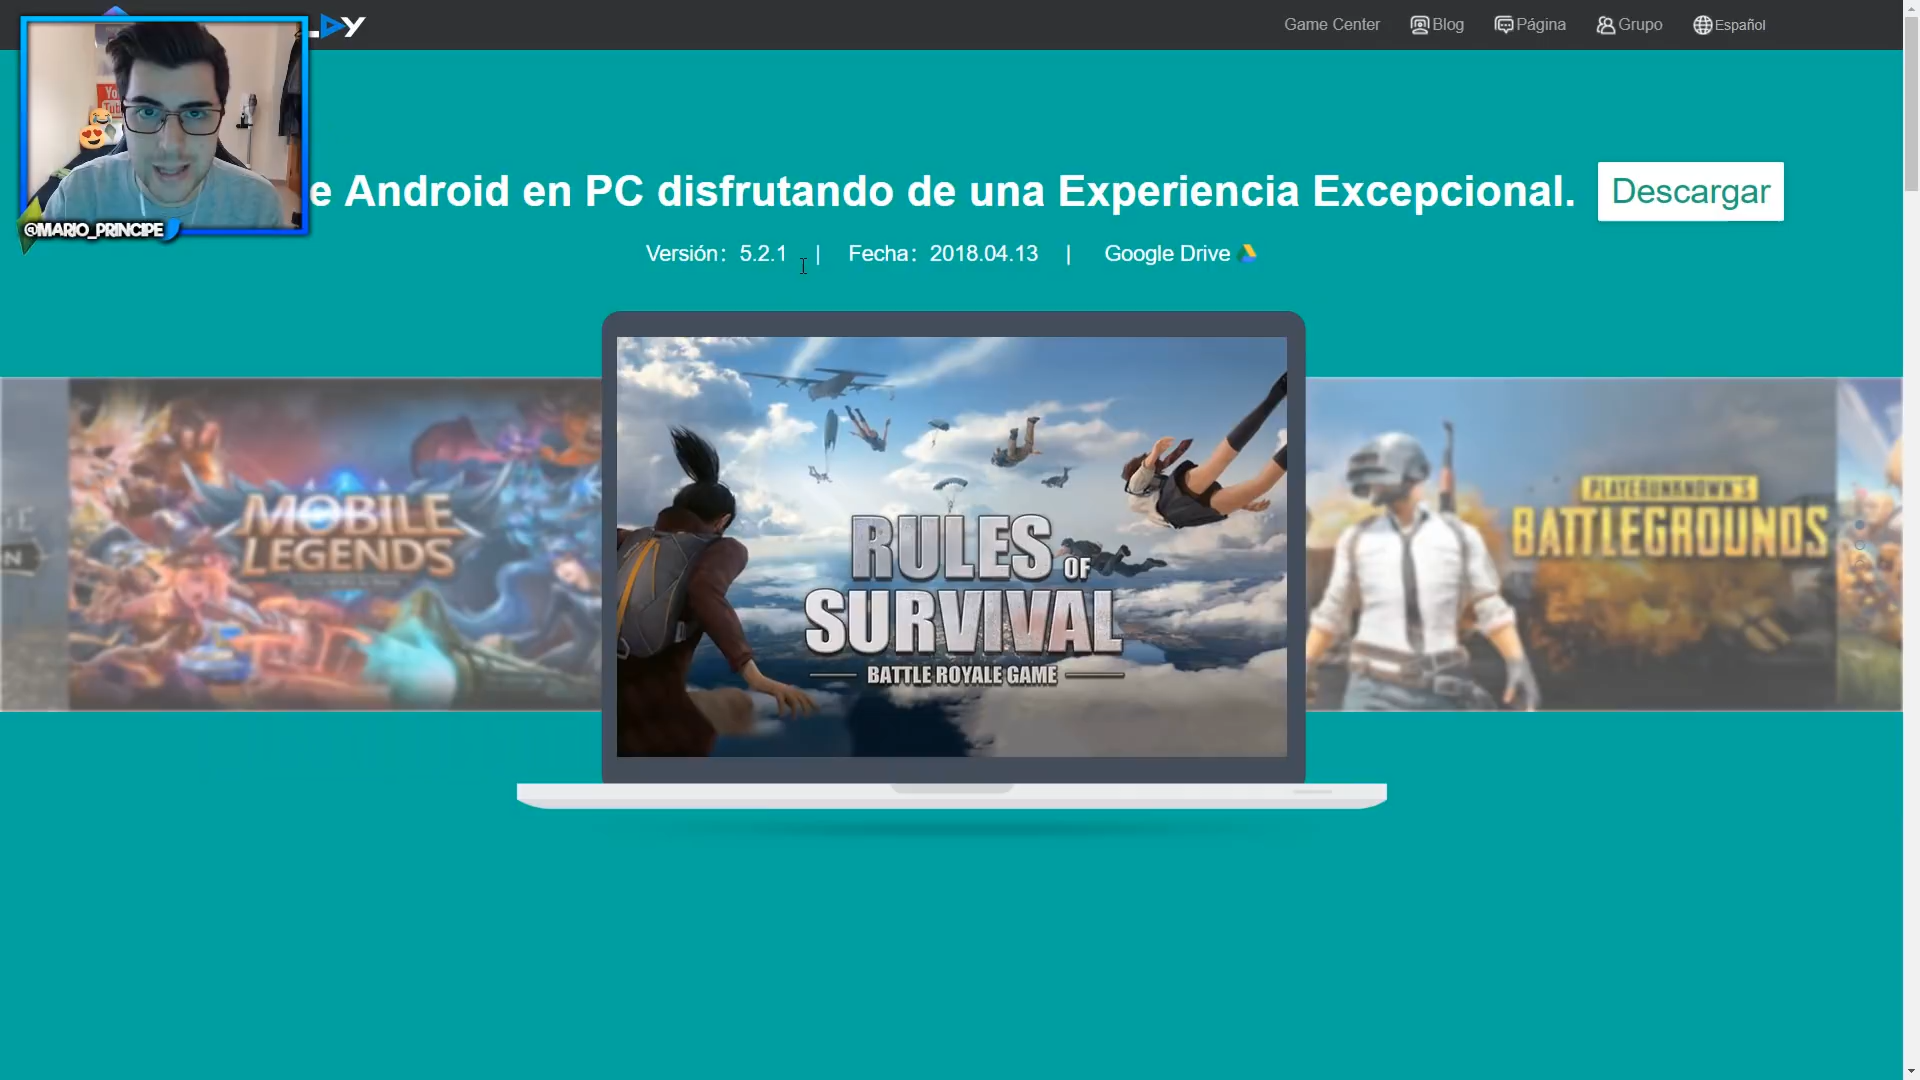 Game Center Blog Página Grupo Español
e Android en PC disfrutando de una Experiencia Excepcional. Descargar
@MARIO_PRINCIPE
Versión: 5.2.1 | Fecha: 2018.04.13 | Google Drive
MOBILE
LEGENDS
RULES OF
SURVIVAL
BATTLE ROYALE GAME
PLAYERUNKNOWN'S
BATTLEGROUNDS